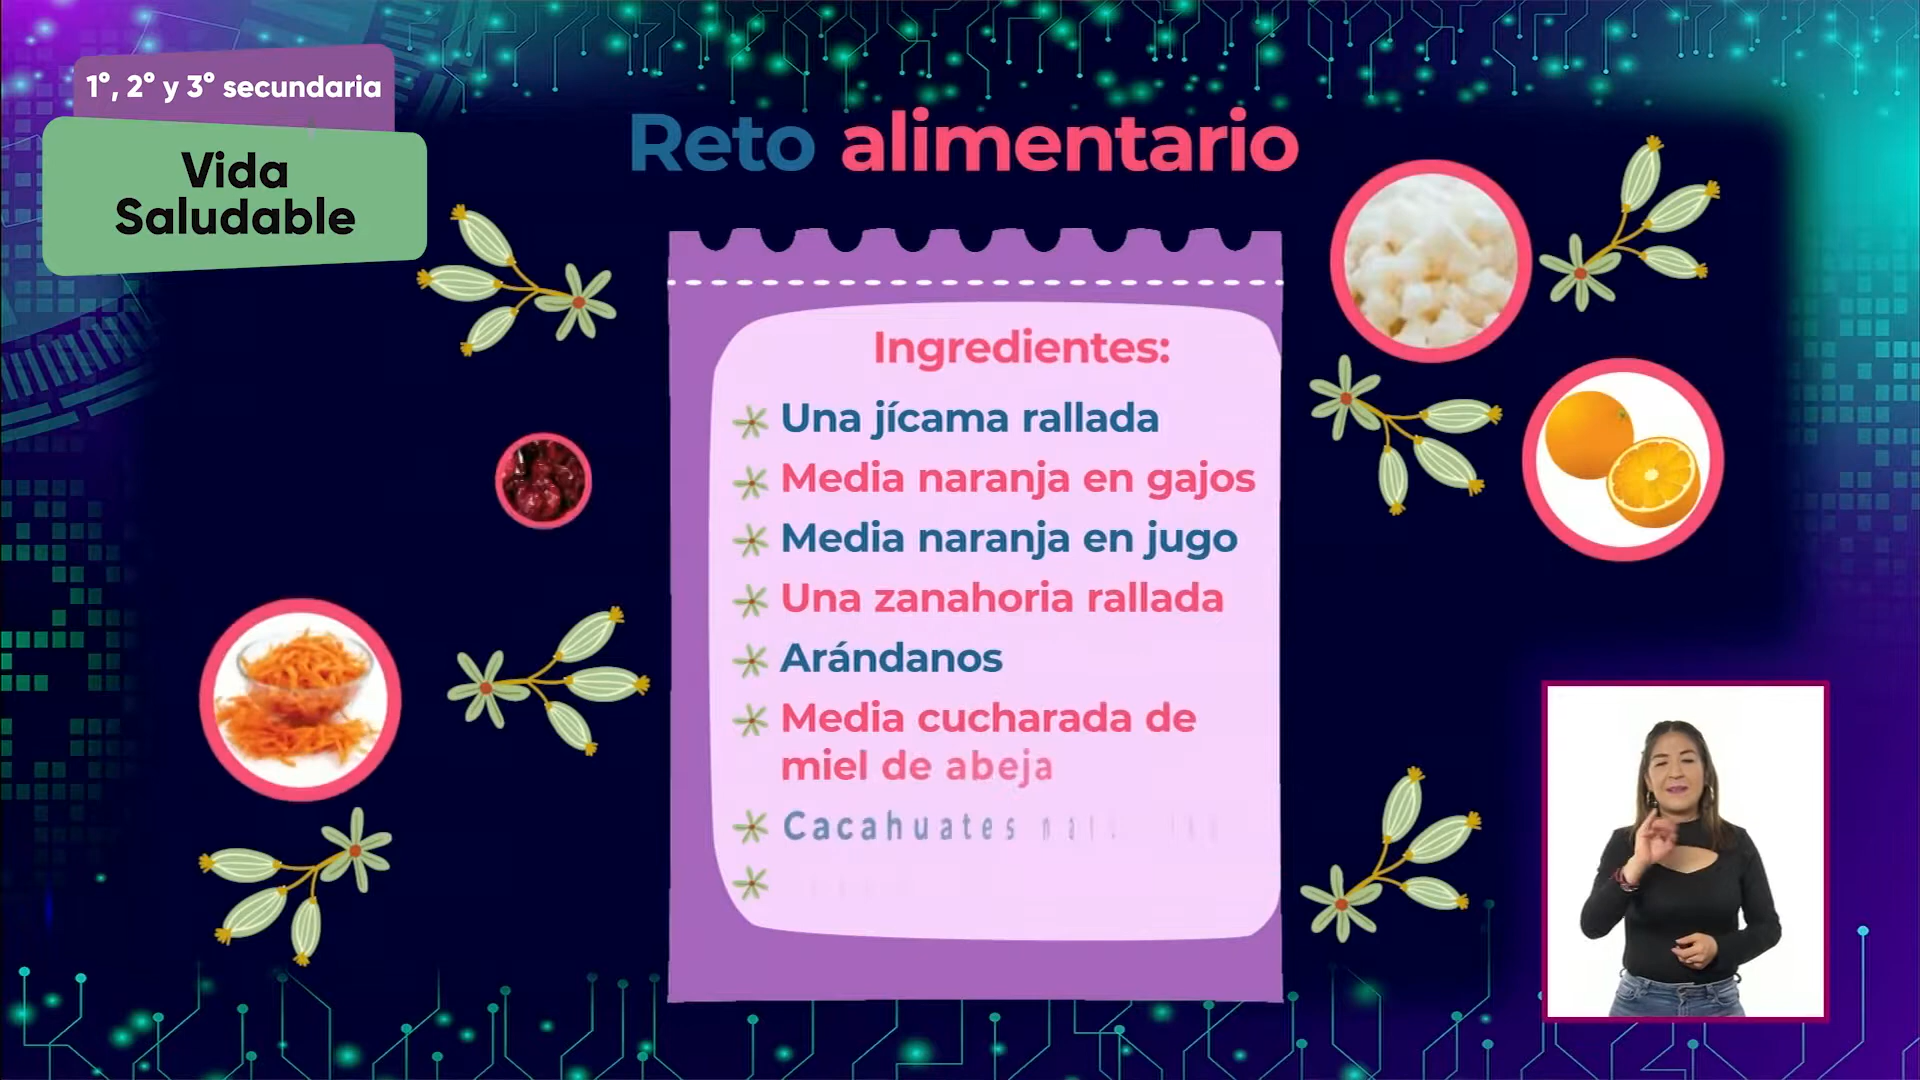 1°, 2° y 3° secundaria
Vida
Saludable
Reto alimentario
Ingredientes:
Una jícama rallada
Media naranja en gajos
Media naranja en jugo
Una zanahoria rallada
Arándanos
Media cucharada de
miel de abeja
Cacahuates